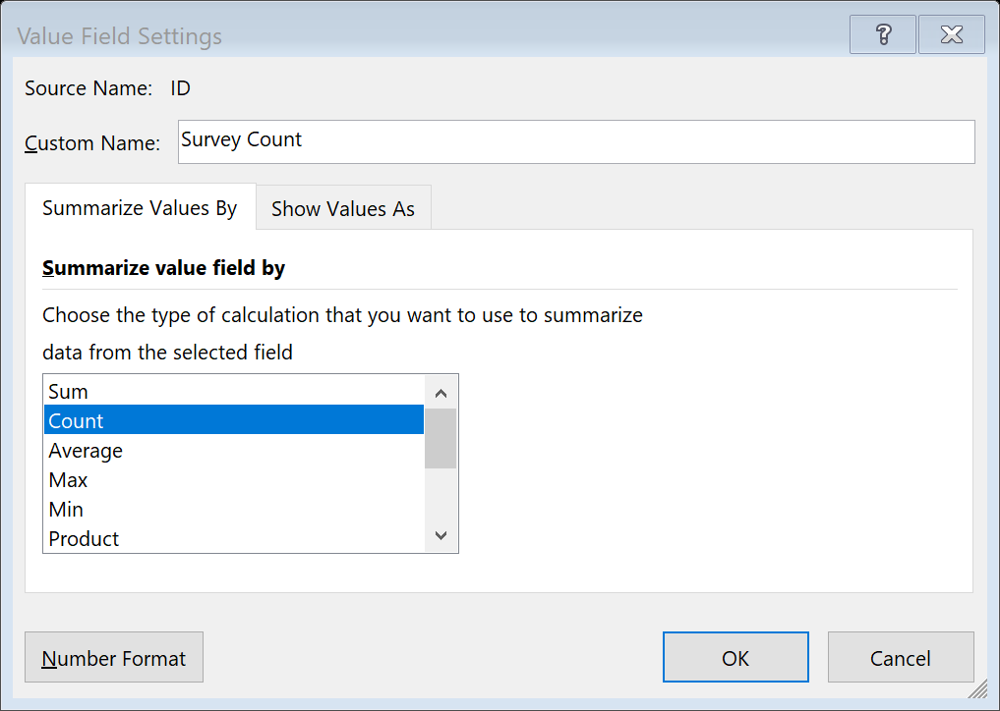 Value Field Settings
Source Name: ID
Custom Name: Survey Count
Summarize Values By Show Values As
Summarize value field by
Choose the type of calculation that you want to use to summarize
data from the selected field
Sum
Count
Average
Max
Min
Product
Number Format OK Cancel